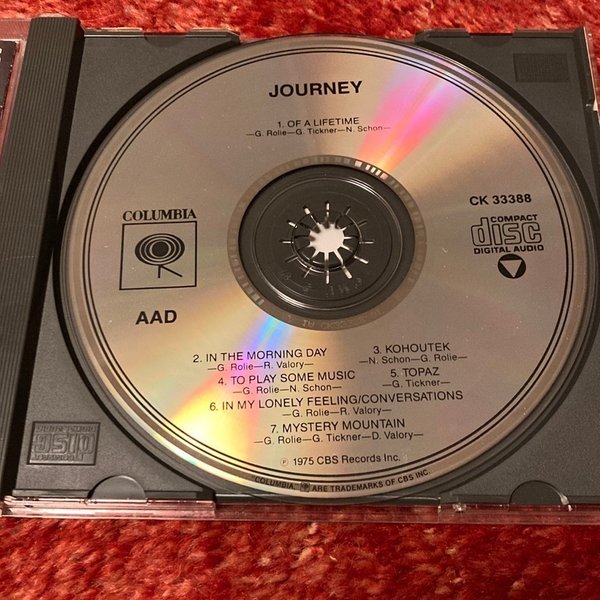 JOURNEY
1. OF A LIFETIME
—G. Rolie—G. Tickner—N. Schon—
COLUMBIA
CK 33388
COMPACT
disc
DIGITAL AUDIO
AAD
2. IN THE MORNING DAY
—G. Rolie—R. Valory—
3. KOHOUTEK
—N. Schon—G. Rolie—
4. TO PLAY SOME MUSIC
—G. Rolie—N. Schon—
5. TOPAZ
—G. Tickner—
6. IN MY LONELY FEELING/CONVERSATIONS
—G. Rolie—R. Valory—
7. MYSTERY MOUNTAIN
—G. Rolie—G. Tickner—D. Valory—
℗ 1975 CBS Records Inc.
"COLUMBIA," ARE TRADEMARKS OF CBS INC.